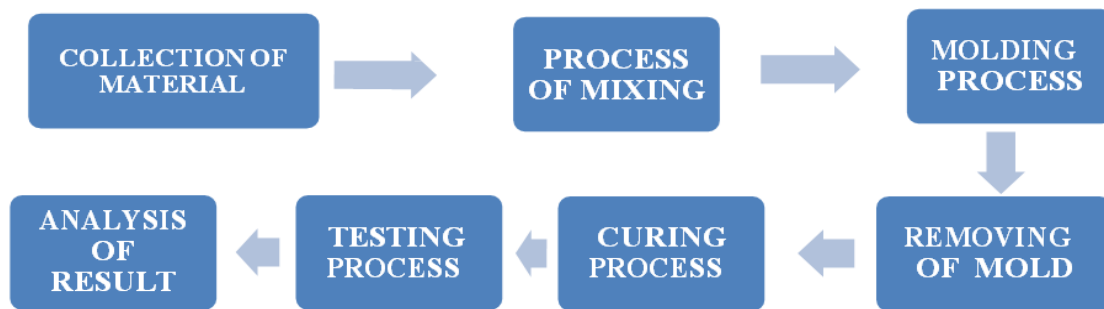 COLLECTION OF
MATERIAL
PROCESS
OF MIXING
MOLDING
PROCESS
REMOVING
OF MOLD
CURING
PROCESS
TESTING
PROCESS
ANALYSIS
OF
RESULT